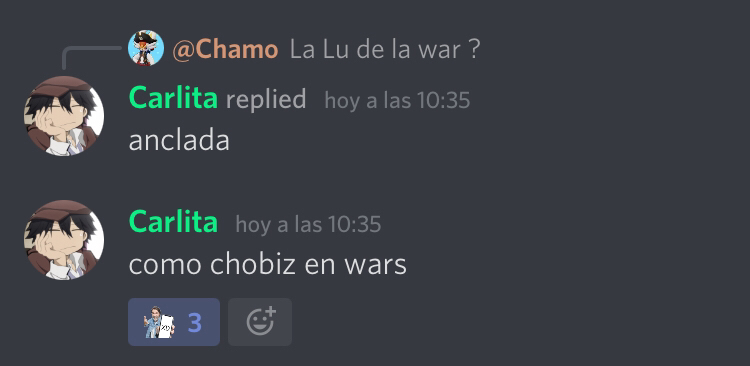 @Chamo La Lu de la war ?
Carlita replied hoy a las 10:35
anclada
Carlita hoy a las 10:35
como chobiz en wars
3